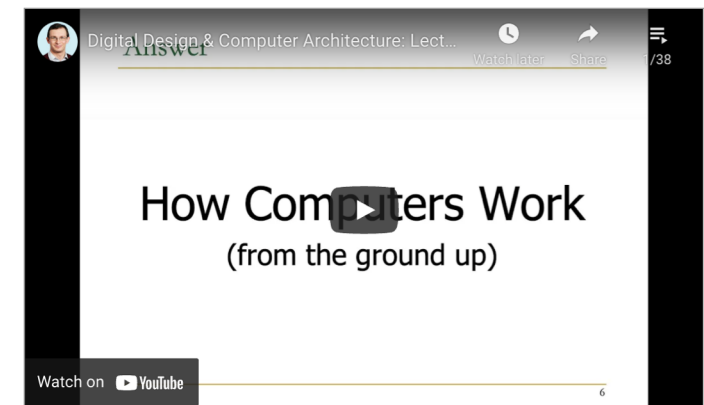 Digital Design & Computer Architecture: Lect...
Answer
Watch later
Share
1/38
How Computers Work
(from the ground up)
Watch on YouTube
6